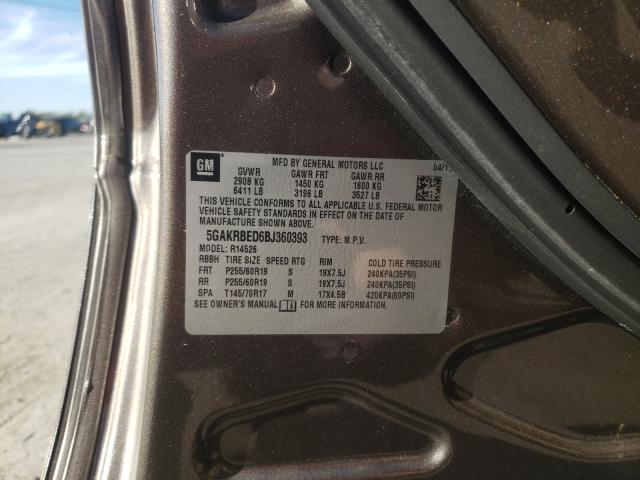 GM
MFD BY GENERAL MOTORS LLC
04/1
GVWR GAWR FRT GAWR RR
2908 KG 1450 KG 1600 KG
6411 LB 3196 LB 3527 LB
THIS VEHICLE CONFORMS TO ALL APPLICABLE U.S. FEDERAL MOTOR
VEHICLE SAFETY STANDARDS IN EFFECT ON THE DATE OF
MANUFACTURE SHOWN ABOVE.
5GAKRBED6BJ360393 TYPE: M.P.V.
MODEL: R14526
RBBH TIRE SIZE SPEED RTG RIM COLD TIRE PRESSURE
FRT P255/60R19 S 19X7.5J 240KPA(35PSI)
RR P255/60R19 S 19X7.5J 240KPA(35PSI)
SPA T145/70R17 M 17X4.5B 420KPA(60PSI)
SEE OWNER'S MANUAL FOR MORE INFORMATION.